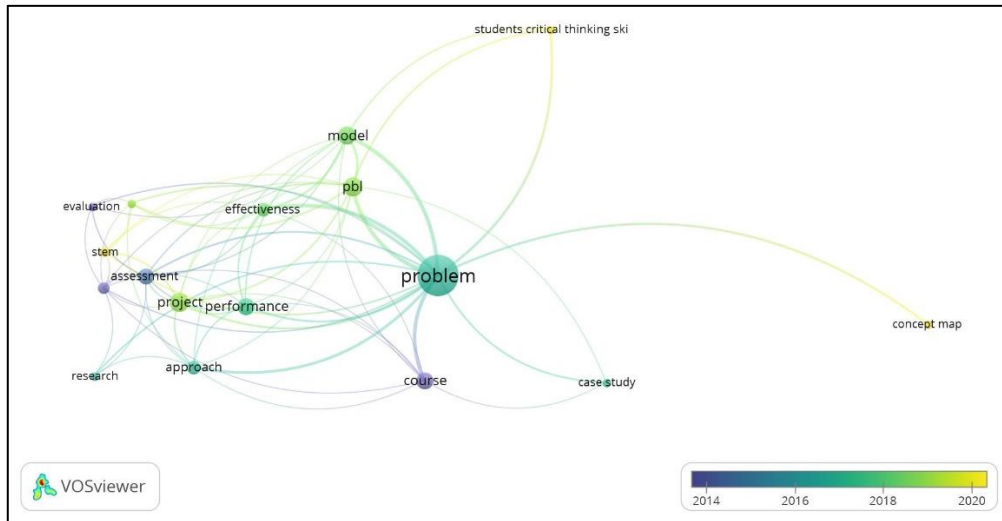 students critical thinking ski
model
pbl
evaluation
effectiveness
stem
assessment
problem
project
performance
concept map
research
approach
course
case study
VOSviewer
2014 2016 2018 2020